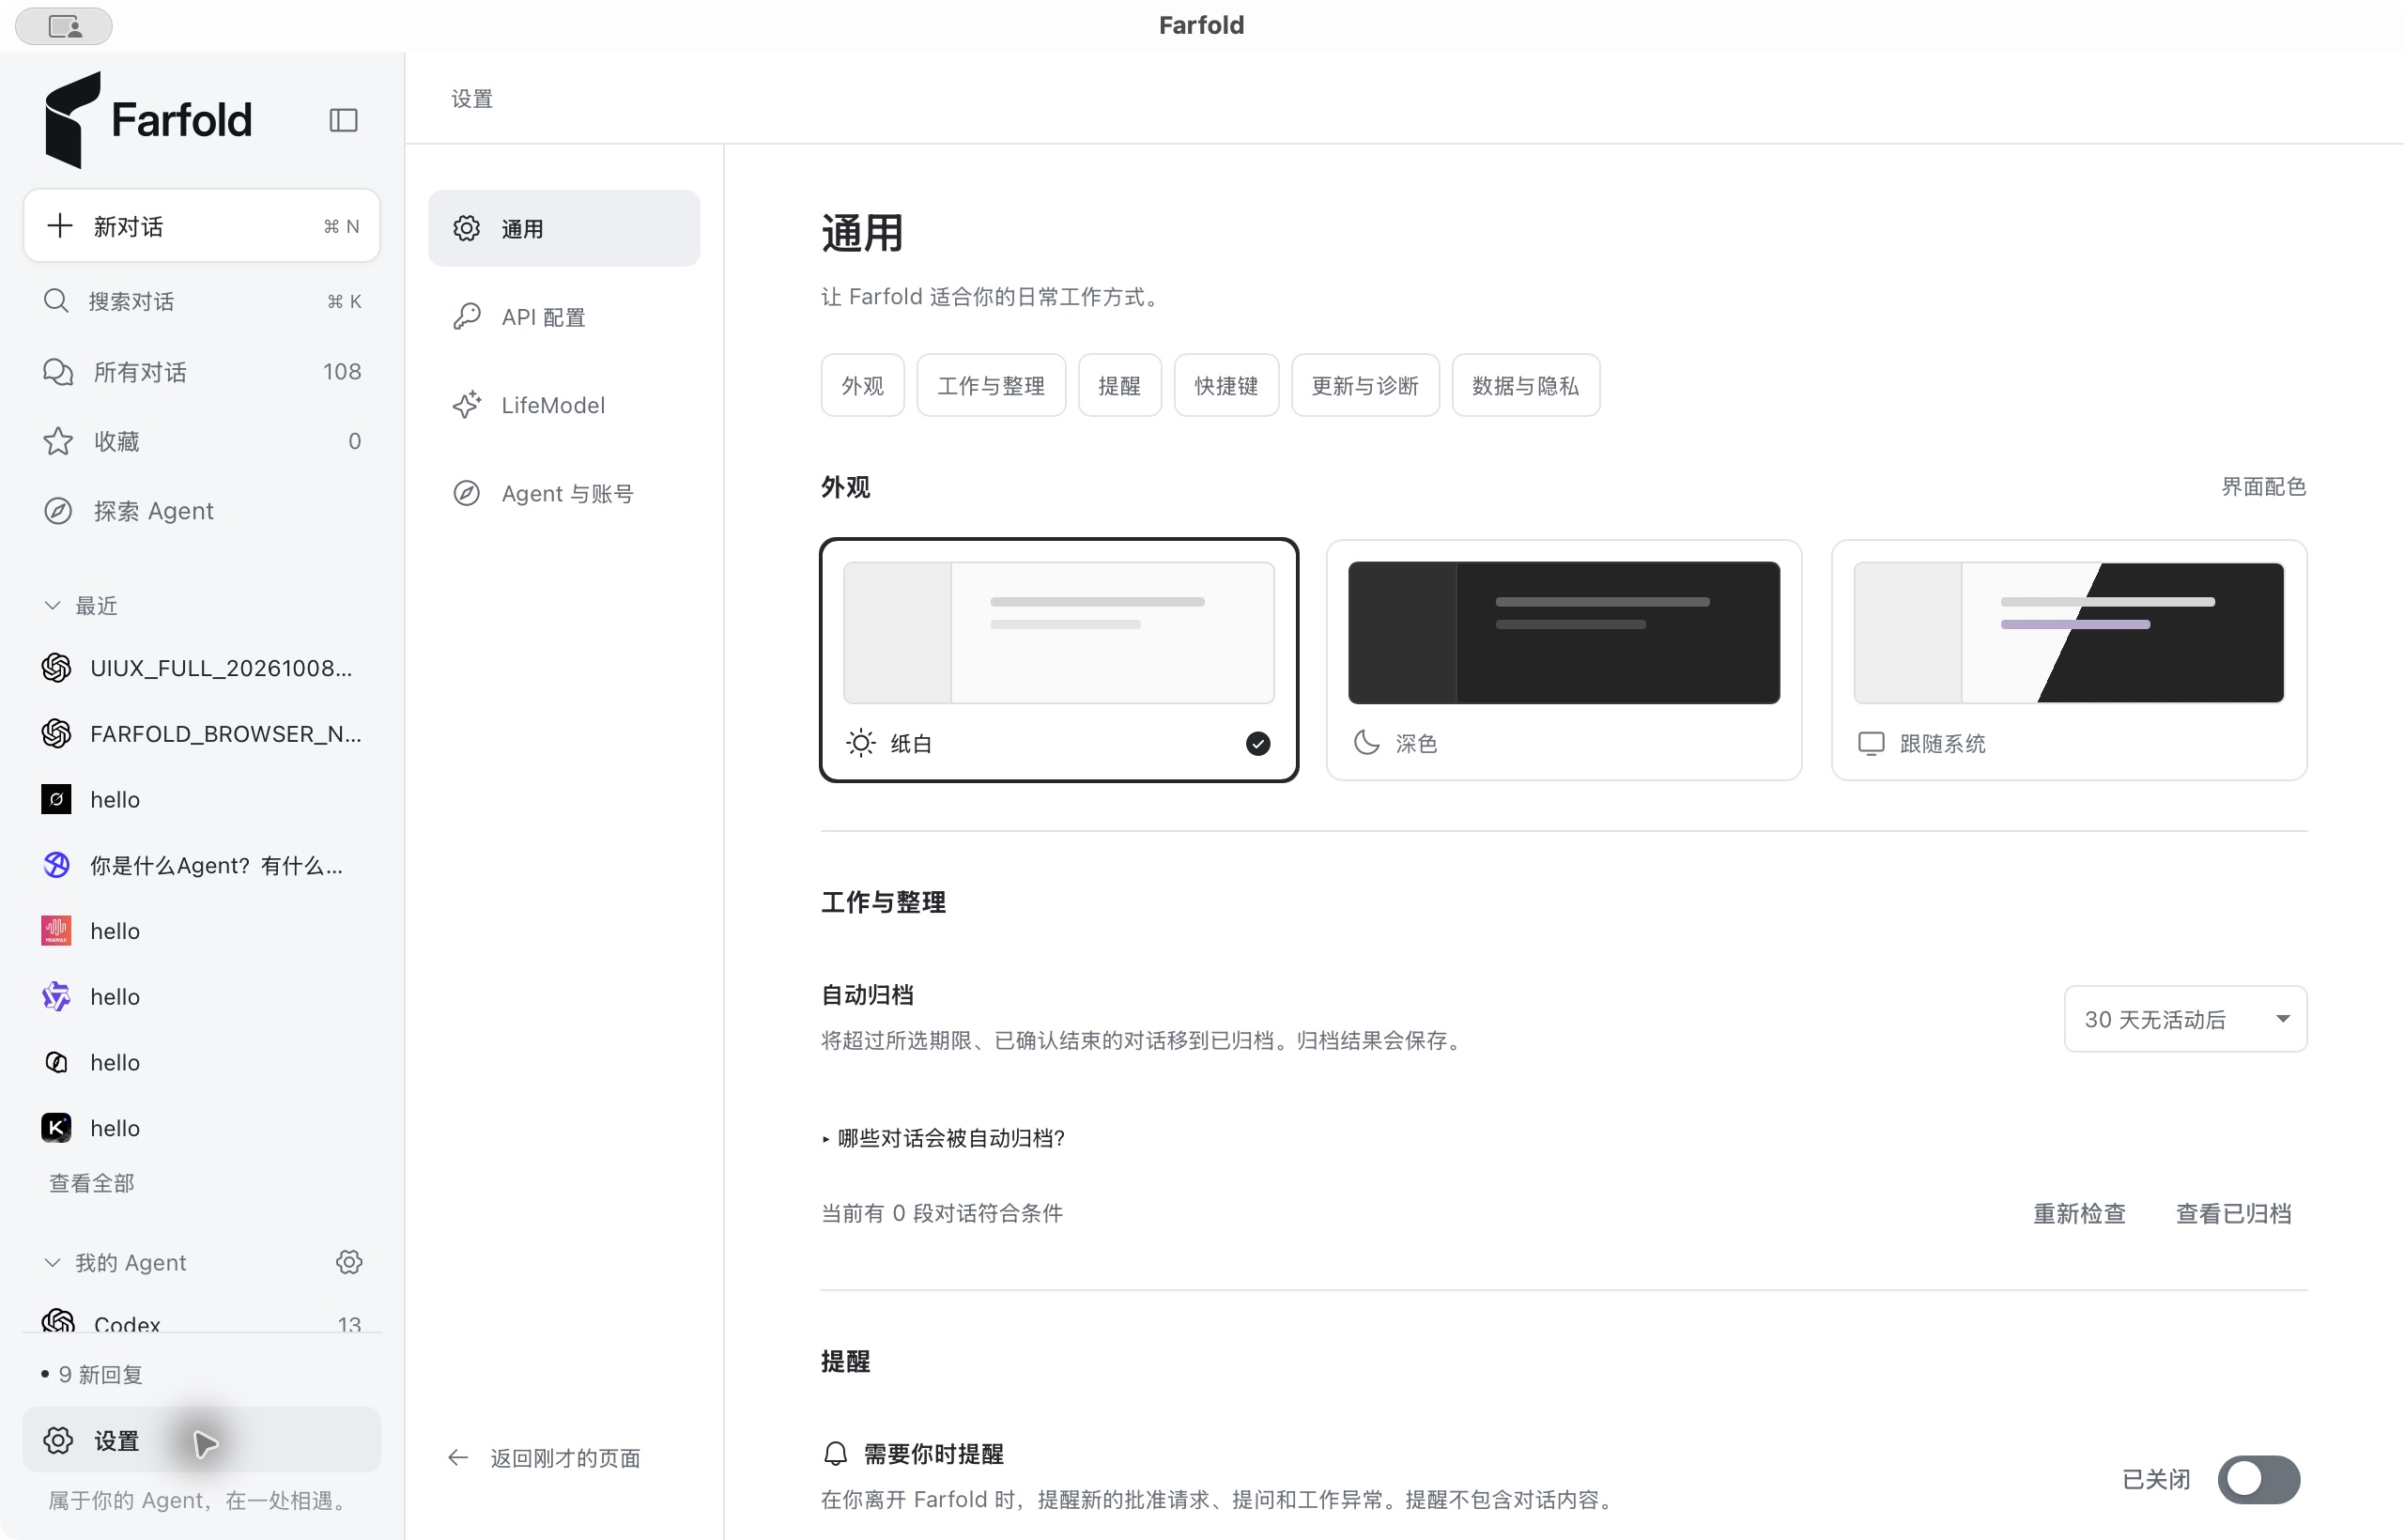 Farfold
Farfold
新对话 ⌘ N
搜索对话 ⌘ K
所有对话 108
收藏 0
探索 Agent
最近
UIUX_FULL_20261008...
FARFOLD_BROWSER_N...
hello
你是什么Agent？有什么...
MINIMAX
hello
hello
hello
hello
查看全部
我的 Agent
Codex 13
9 新回复
设置
属于你的 Agent，在一处相遇。
设置
通用
API 配置
LifeModel
Agent 与账号
返回刚才的页面
通用
让 Farfold 适合你的日常工作方式。
外观 工作与整理 提醒 快捷键 更新与诊断 数据与隐私
外观 界面配色
纸白 深色 跟随系统
工作与整理
自动归档
将超过所选期限、已确认结束的对话移到已归档。归档结果会保存。
30 天无活动后
哪些对话会被自动归档？
当前有 0 段对话符合条件 重新检查 查看已归档
提醒
需要你时提醒
在你离开 Farfold 时，提醒新的批准请求、提问和工作异常。提醒不包含对话内容。
已关闭